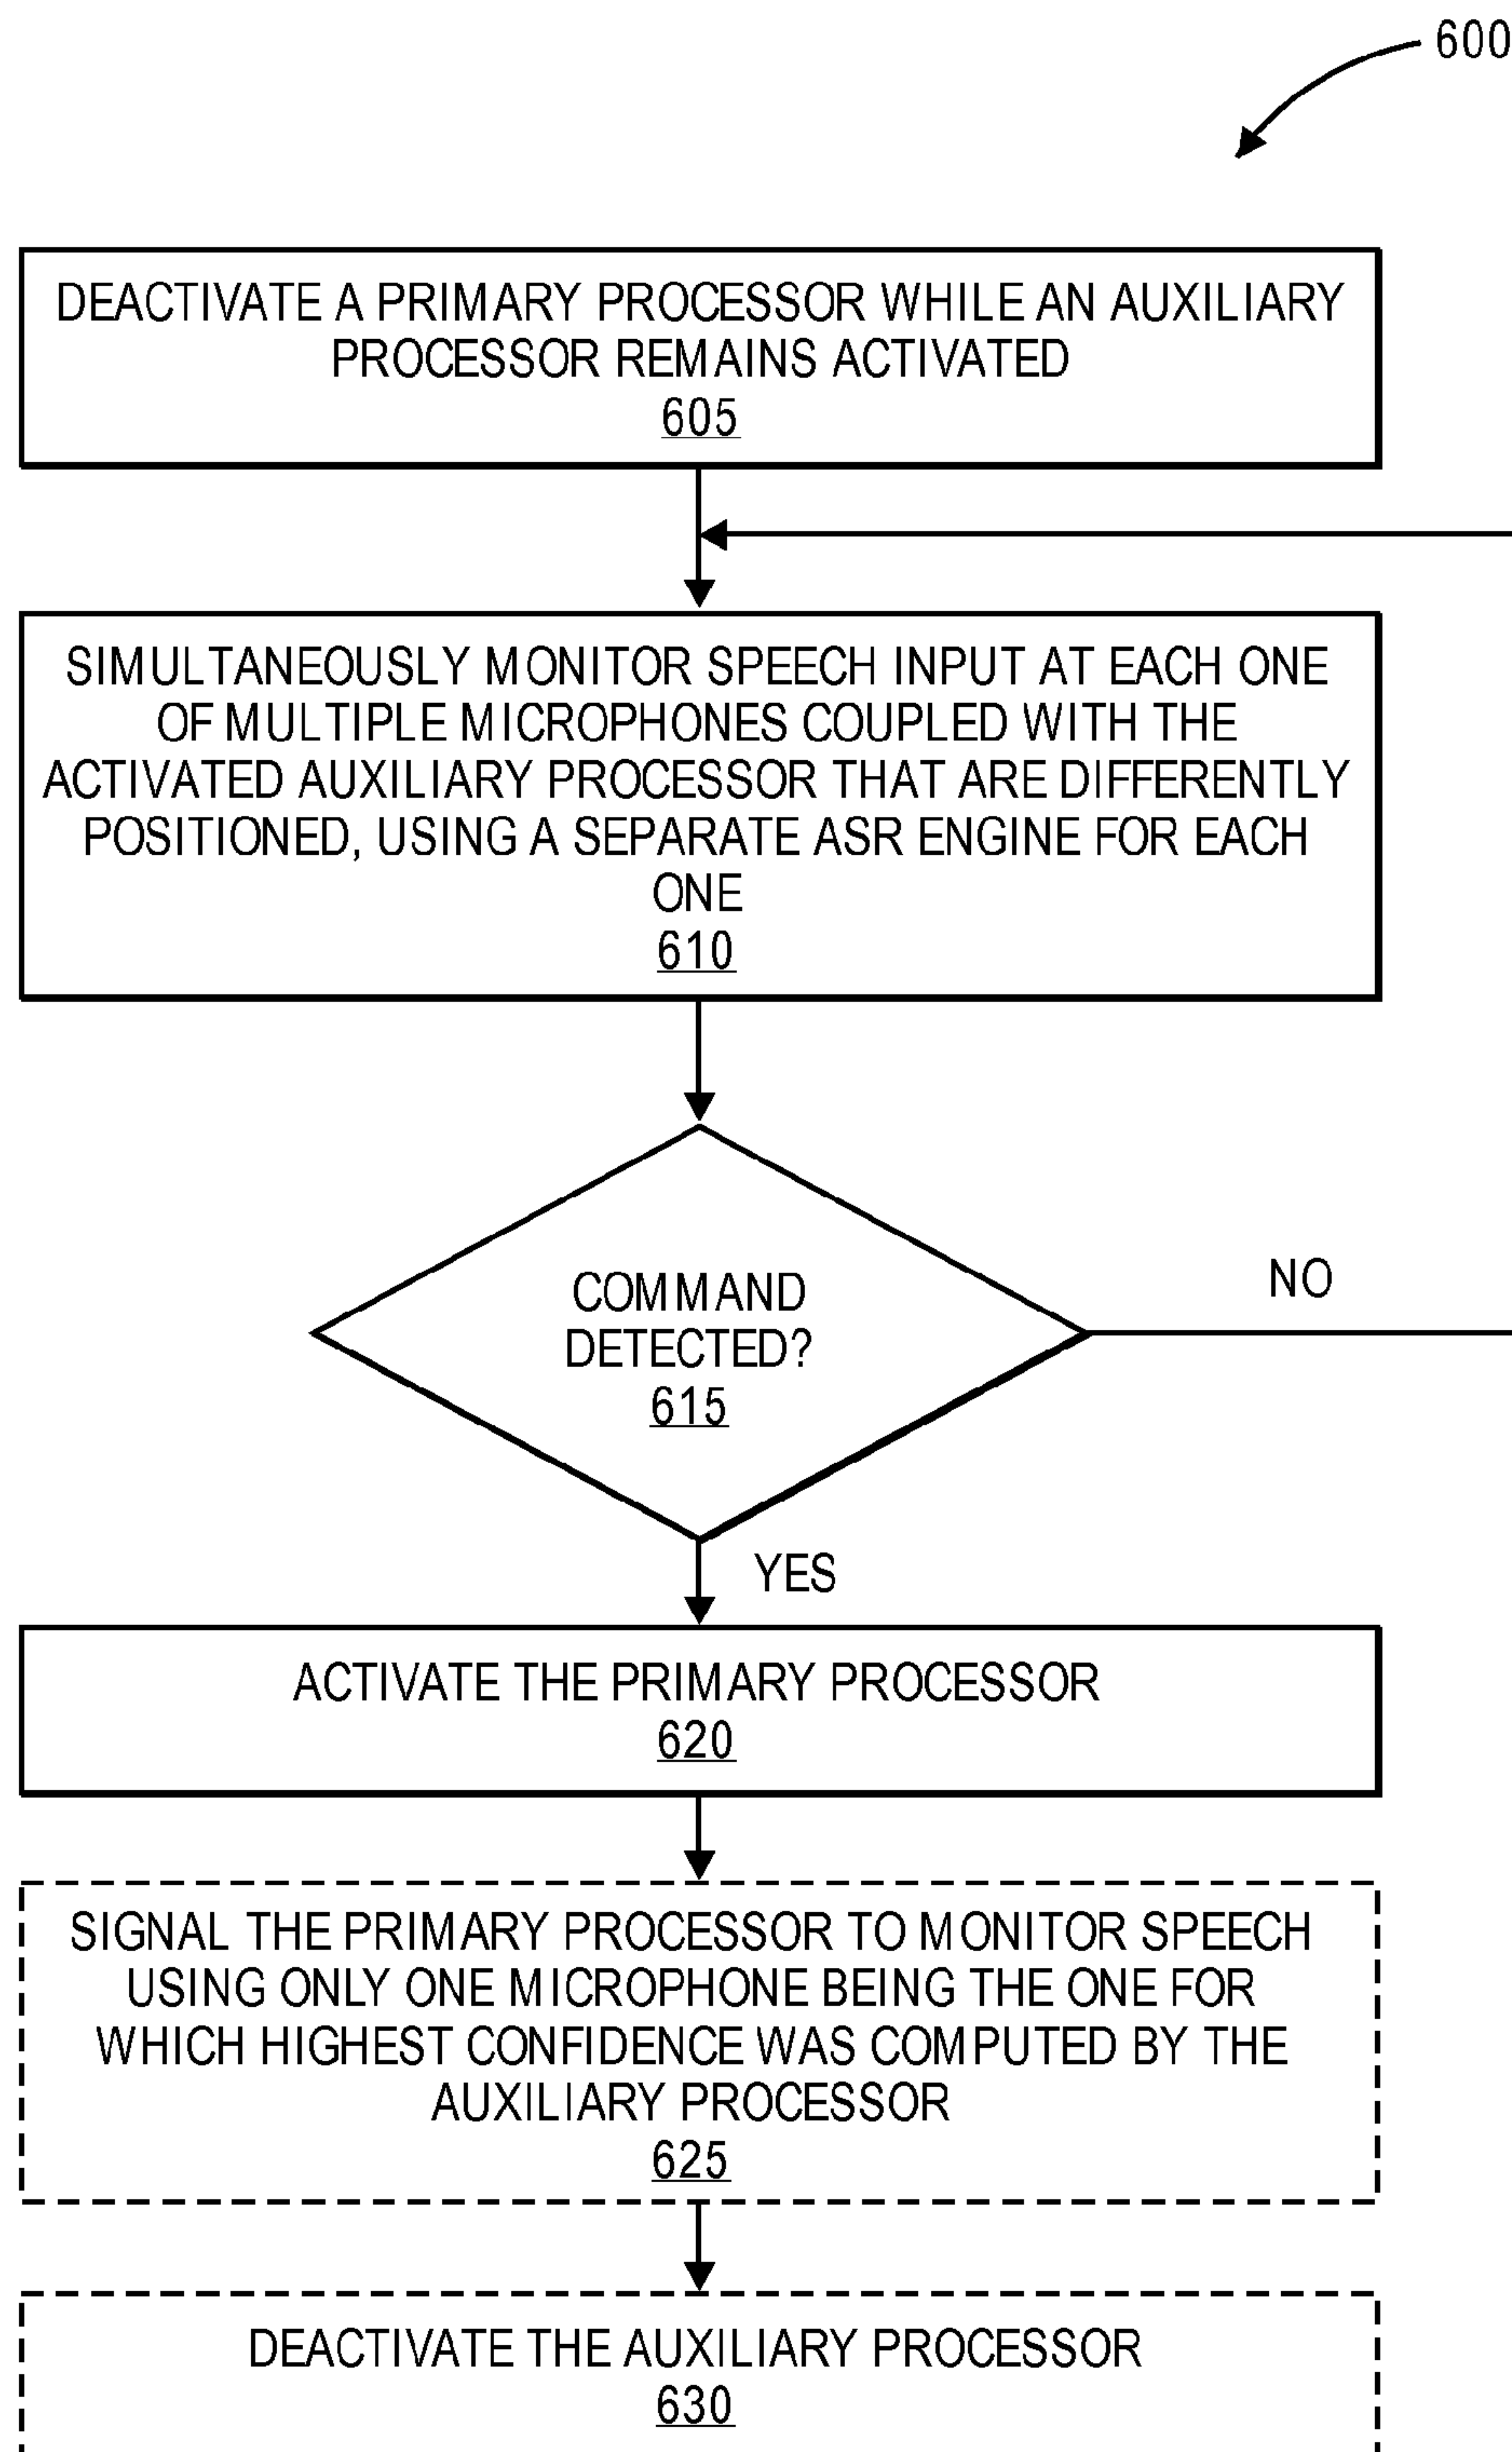 600
DEACTIVATE A PRIMARY PROCESSOR WHILE AN AUXILIARY
PROCESSOR REMAINS ACTIVATED
605
SIMULTANEOUSLY MONITOR SPEECH INPUT AT EACH ONE
OF MULTIPLE MICROPHONES COUPLED WITH THE
ACTIVATED AUXILIARY PROCESSOR THAT ARE DIFFERENTLY
POSITIONED, USING A SEPARATE ASR ENGINE FOR EACH
ONE
610
COMMAND
DETECTED?
615
NO
YES
ACTIVATE THE PRIMARY PROCESSOR
620
SIGNAL THE PRIMARY PROCESSOR TO MONITOR SPEECH
USING ONLY ONE MICROPHONE BEING THE ONE FOR
WHICH HIGHEST CONFIDENCE WAS COMPUTED BY THE
AUXILIARY PROCESSOR
625
DEACTIVATE THE AUXILIARY PROCESSOR
630